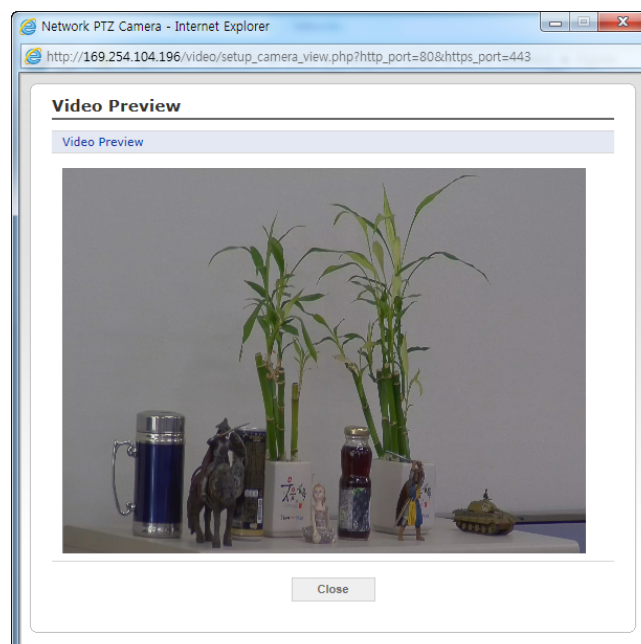 Network PTZ Camera - Internet Explorer
http://169.254.104.196/video/setup_camera_view.php?http_port=80&https_port=443
Video Preview
Video Preview
Close